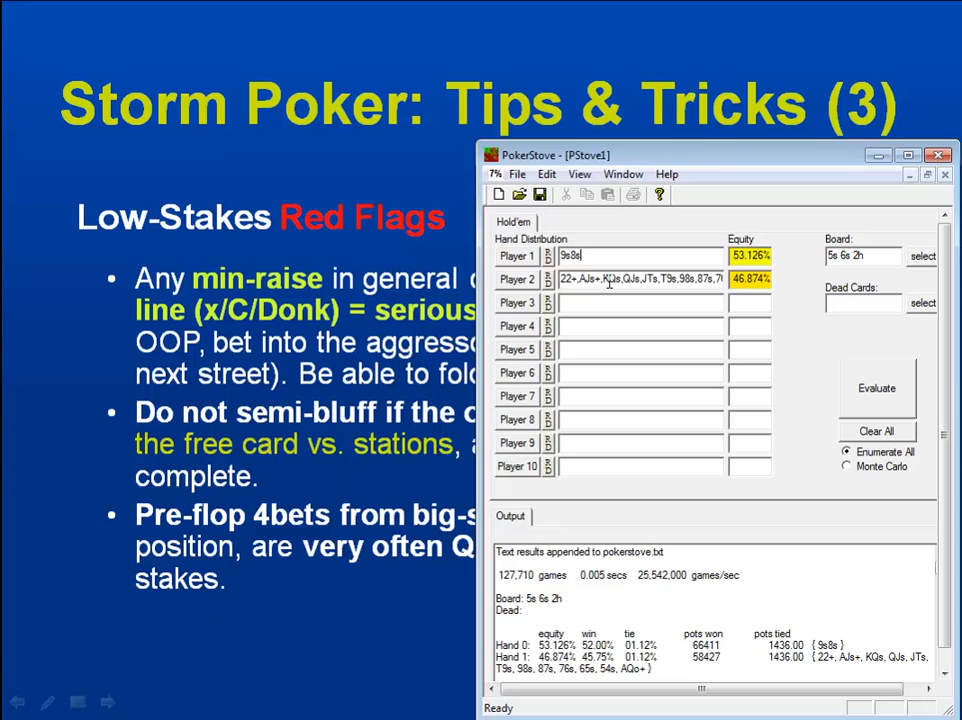 Storm Poker: Tips & Tricks (3)
Low-Stakes Red Flags
• Any min-raise in general
line (x/C/Donk) = serious
OOP, bet into the aggress
next street). Be able to fol
• Do not semi-bluff if the
the free card vs. stations,
complete.
• Pre-flop 4bets from big-s
position, are very often Q
stakes.
PokerStove - [PStove1]
7% File Edit View Window Help
Hold'em
Hand Distribution Equity Board:
Player 1 9s8s 53.126% 5s 6s 2h select
Player 2 22+,AJs+,KQs,QJs,JTs,T9s,98s,87s,7 46.874%
Dead Cards:
Player 3 select
Player 4
Player 5
Player 6
Player 7
Player 8
Player 9
Player 10
Evaluate
Clear All
Enumerate All
Monte Carlo
Output
Text results appended to pokerstove.txt
127,710 games 0.005 secs 25,542,000 games/sec
Board: 5s 6s 2h
Dead:
equity win tie pots won pots tied
Hand 0: 53.126% 52.00% 01.12% 66411 1436.00 { 9s8s }
Hand 1: 46.874% 45.75% 01.12% 58427 1436.00 { 22+, AJs+, KQs, QJs, JTs,
T9s, 98s, 87s, 76s, 65s, 54s, AQo+ }
Ready